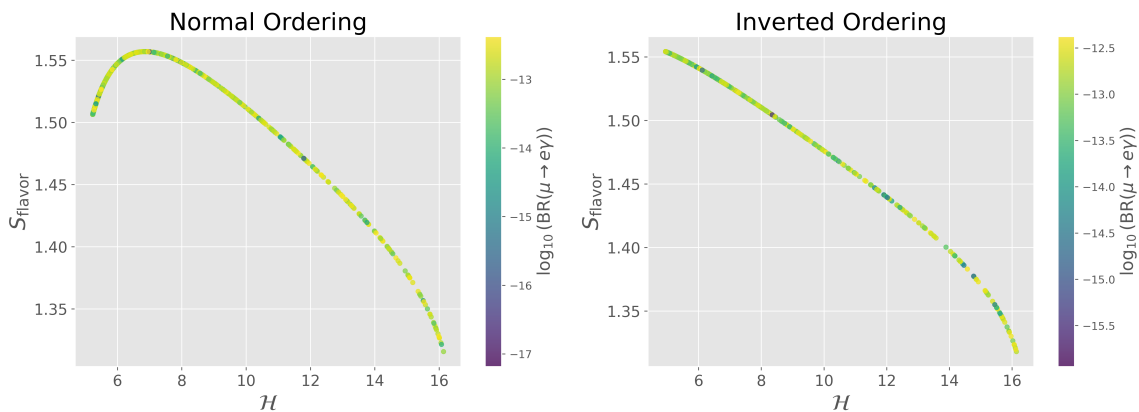 Normal Ordering
1.55
1.50
1.45
1.40
1.35
S_flavor
6 8 10 12 14 16
ℋ
−13
−14
−15
−16
−17
log₁₀(BR(μ → eγ))
Inverted Ordering
1.55
1.50
1.45
1.40
1.35
S_flavor
6 8 10 12 14 16
ℋ
−12.5
−13.0
−13.5
−14.0
−14.5
−15.0
−15.5
log₁₀(BR(μ → eγ))